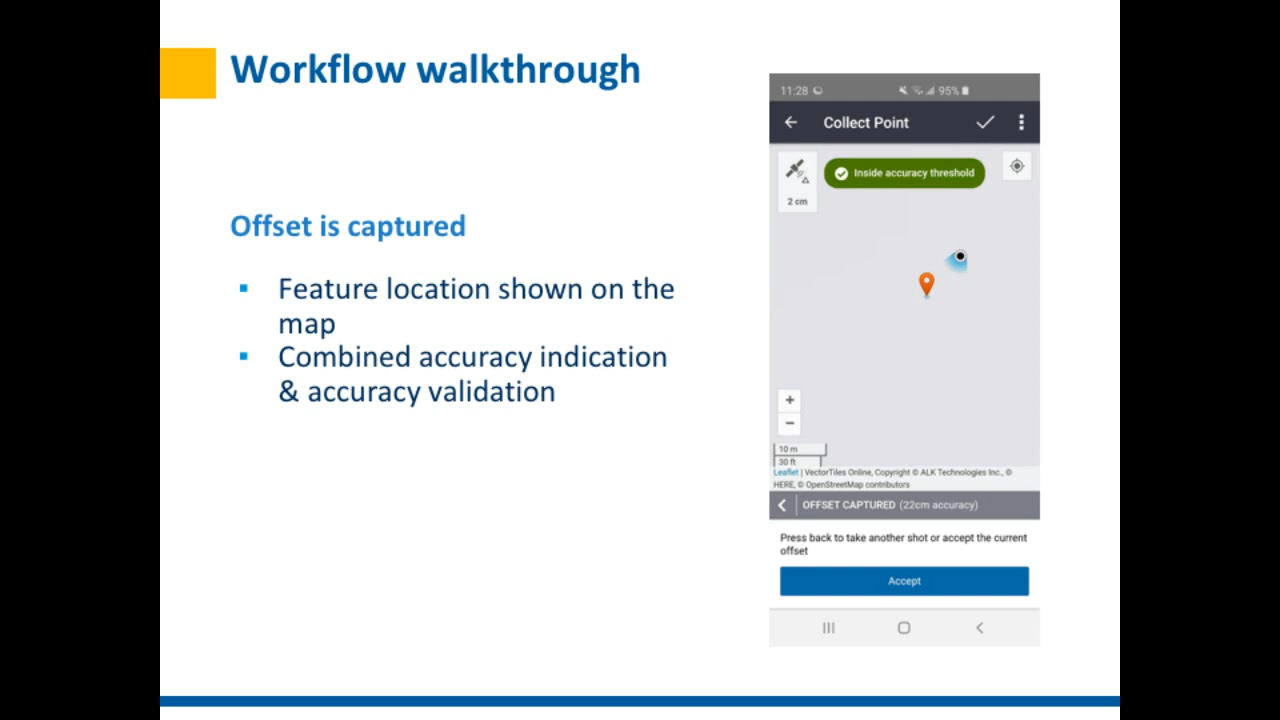 Workflow walkthrough
Offset is captured
▪ Feature location shown on the
map
▪ Combined accuracy indication
& accuracy validation
11:28
95%
Collect Point
Inside accuracy threshold
2 cm
+
−
10 m
30 ft
Leaflet | VectorTiles Online, Copyright © ALK Technologies Inc., ©
HERE, © OpenStreetMap contributors
OFFSET CAPTURED (22cm accuracy)
Press back to take another shot or accept the current
offset
Accept